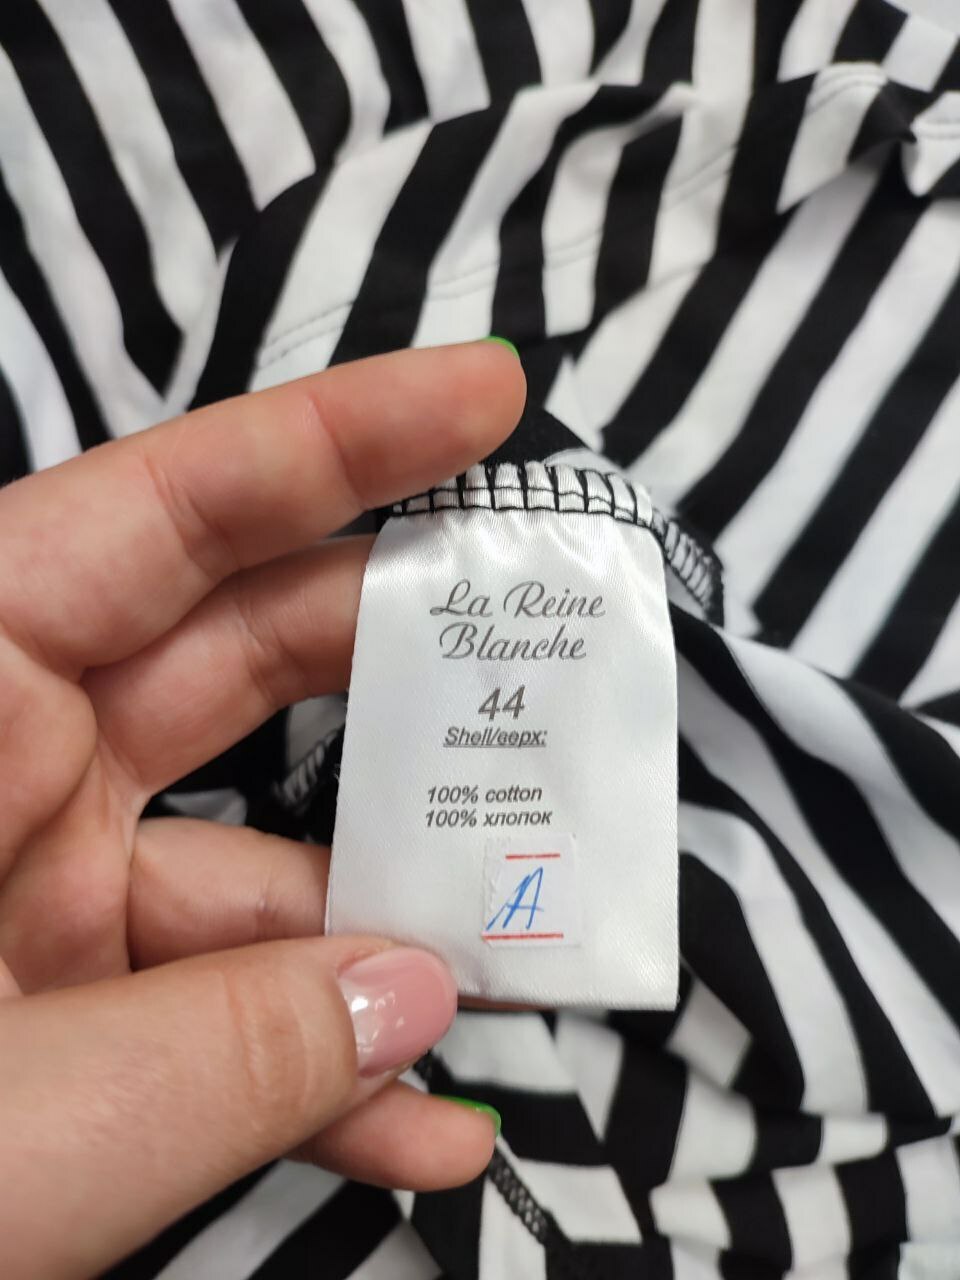 La Reine
Blanche
44
Shell/верх:
100% cotton
100% хлопок
A